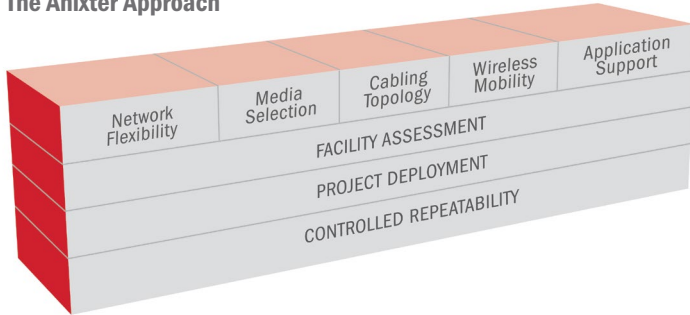 The Anixter Approach
Network
Flexibility
Media
Selection
Cabling
Topology
Wireless
Mobility
Application
Support
FACILITY ASSESSMENT
PROJECT DEPLOYMENT
CONTROLLED REPEATABILITY